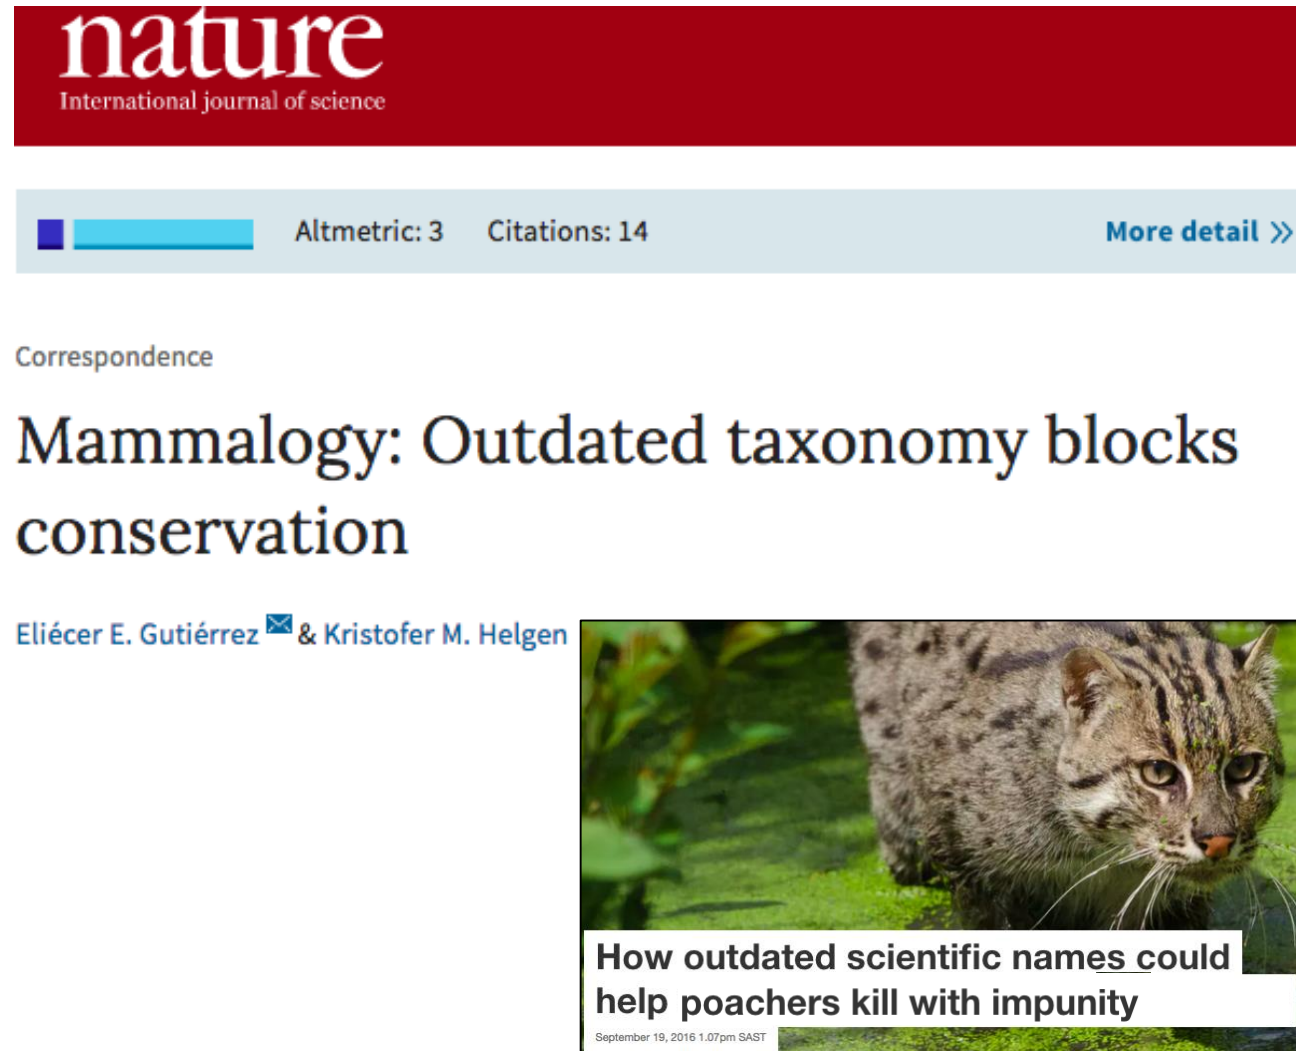 nature
International journal of science
Altmetric: 3 Citations: 14 More detail »
Correspondence
Mammalogy: Outdated taxonomy blocks
conservation
Eliécer E. Gutiérrez & Kristofer M. Helgen
How outdated scientific names could
help poachers kill with impunity
September 19, 2016 1.07pm SAST